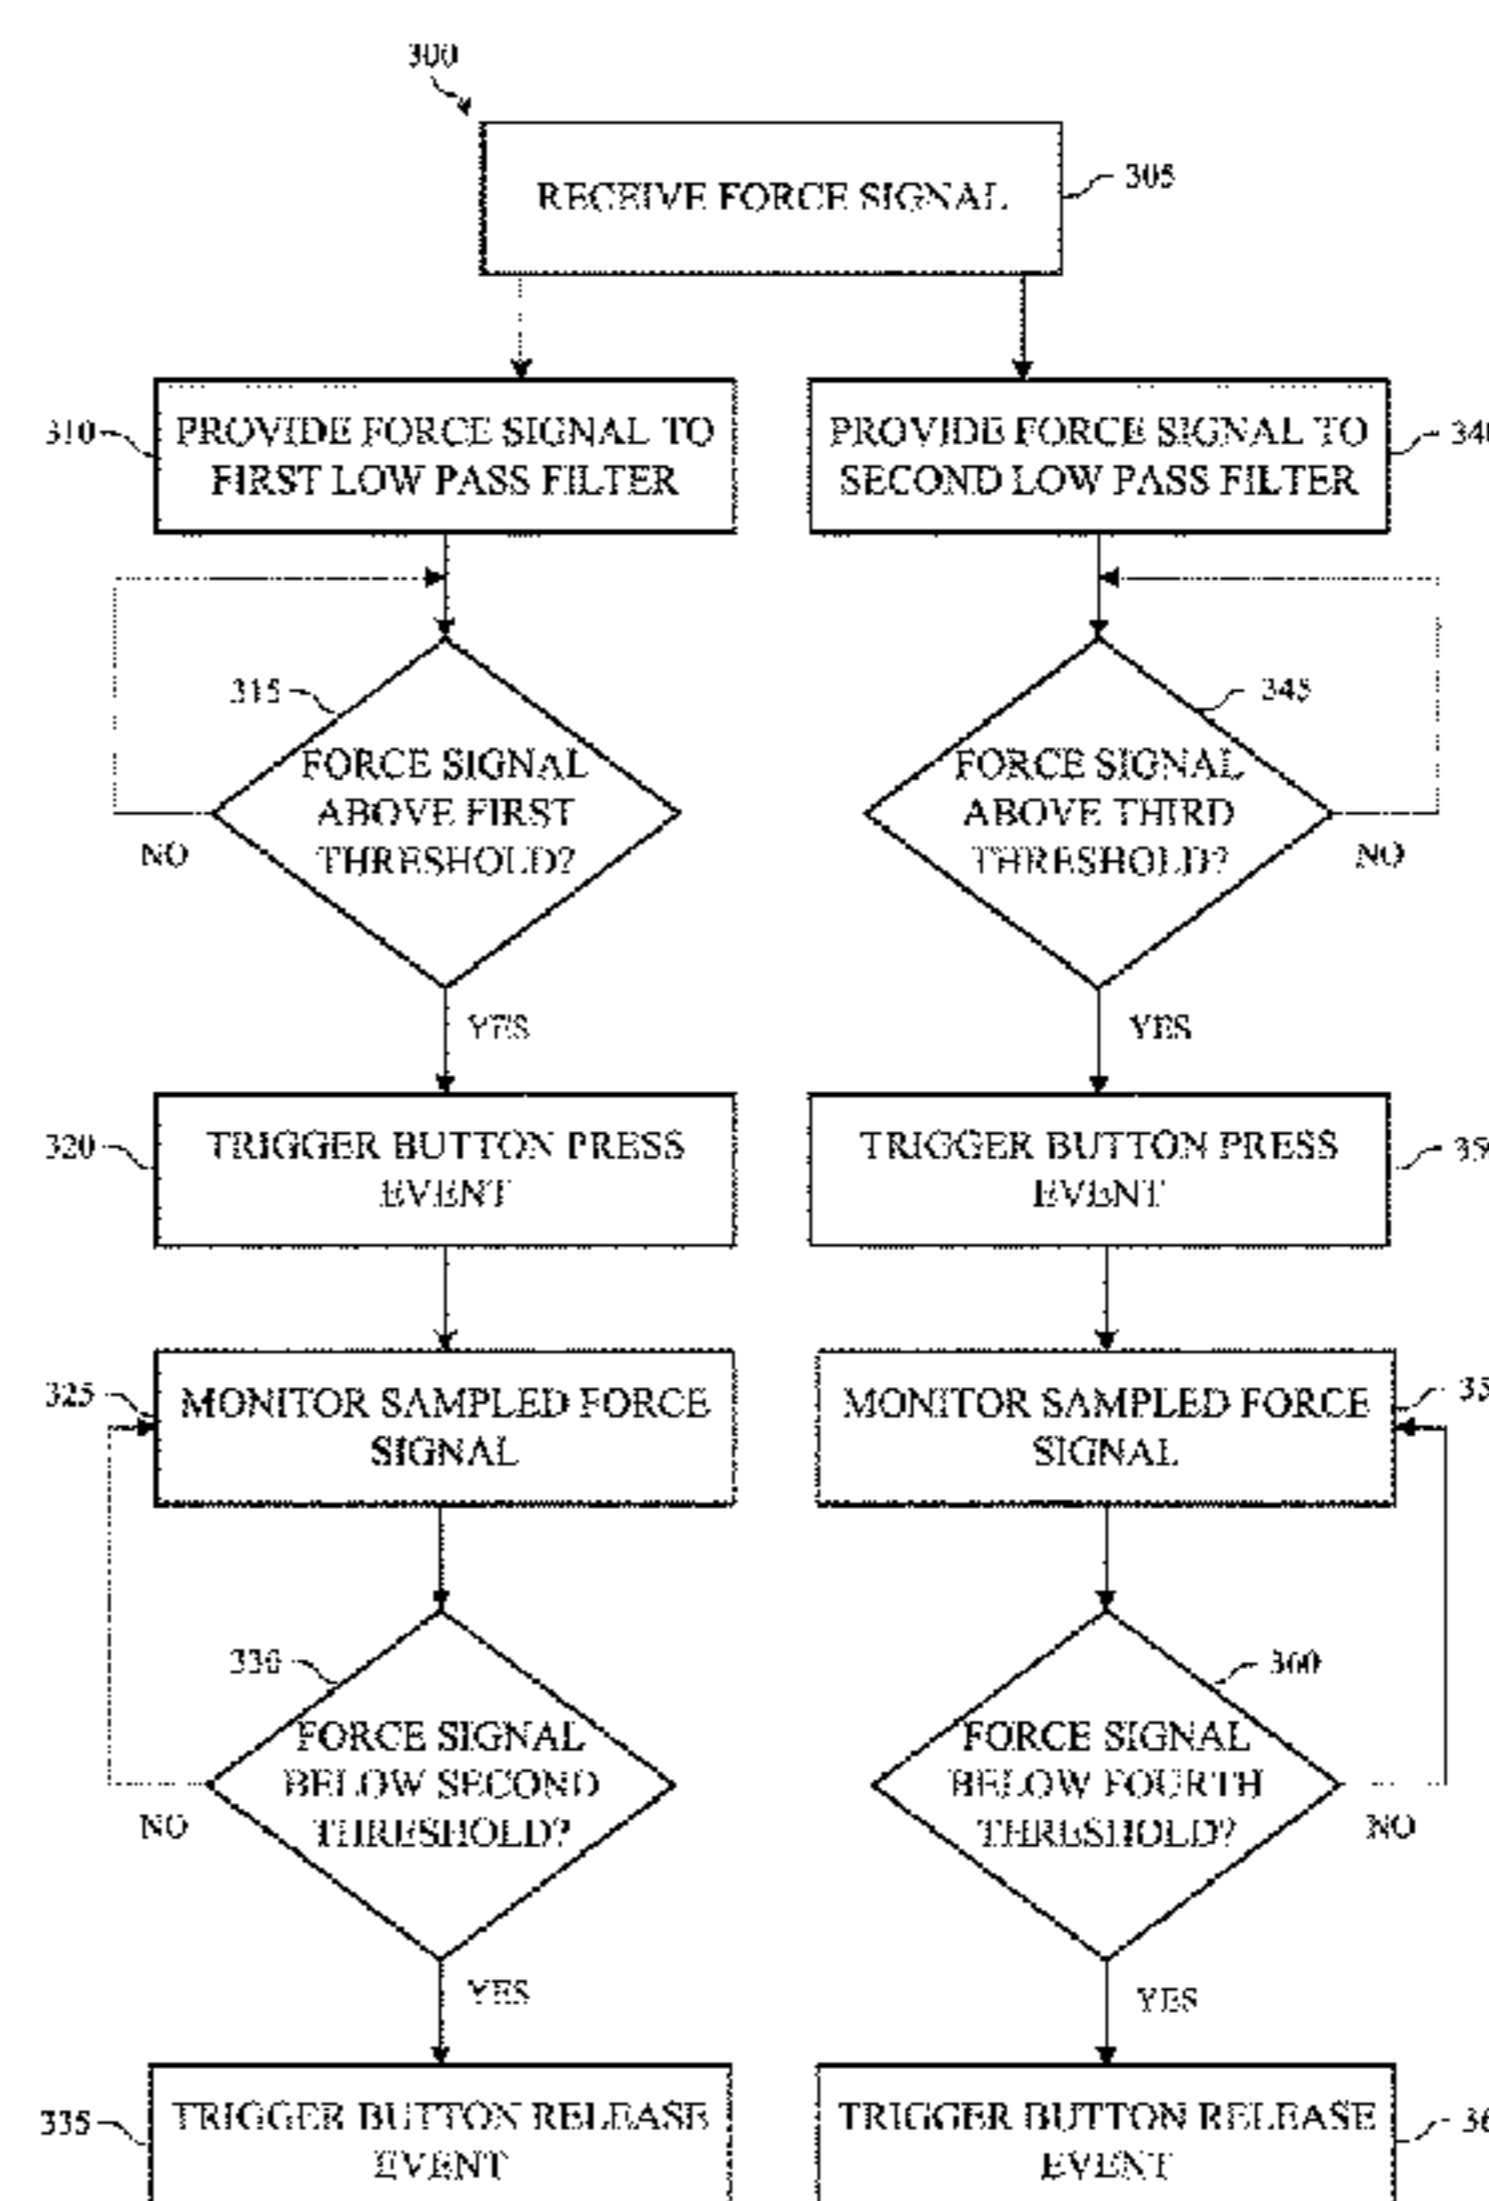 300
RECEIVE FORCE SIGNAL
305
310
PROVIDE FORCE SIGNAL TO
FIRST LOW PASS FILTER
PROVIDE FORCE SIGNAL TO
SECOND LOW PASS FILTER
340
315
FORCE SIGNAL
ABOVE FIRST
THRESHOLD?
NO
YES
345
FORCE SIGNAL
ABOVE THIRD
THRESHOLD?
NO
YES
320
TRIGGER BUTTON PRESS
EVENT
TRIGGER BUTTON PRESS
EVENT
325
MONITOR SAMPLED FORCE
SIGNAL
MONITOR SAMPLED FORCE
SIGNAL
330
FORCE SIGNAL
BELOW SECOND
THRESHOLD?
NO
YES
360
FORCE SIGNAL
BELOW FOURTH
THRESHOLD?
NO
YES
335
TRIGGER BUTTON RELEASE
EVENT
TRIGGER BUTTON RELEASE
EVENT